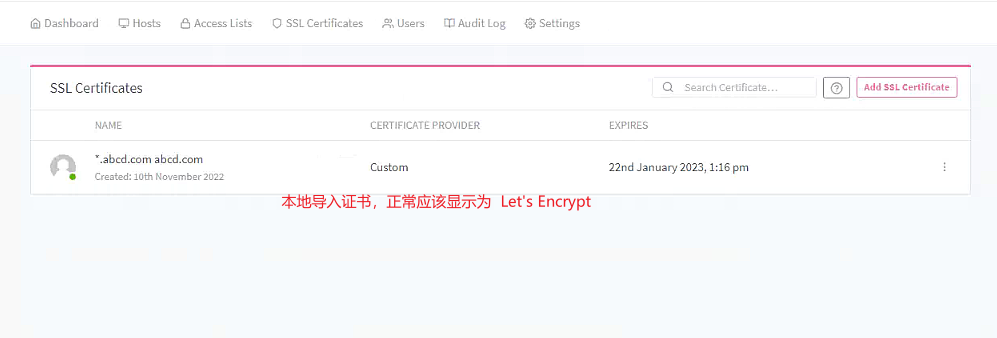 Dashboard Hosts Access Lists SSL Certificates Users Audit Log Settings
SSL Certificates Search Certificate... Add SSL Certificate
NAME CERTIFICATE PROVIDER EXPIRES
*.abcd.com abcd.com
Created: 10th November 2022
Custom 22nd January 2023, 1:16 pm
本地导入证书，正常应该显示为 Let's Encrypt